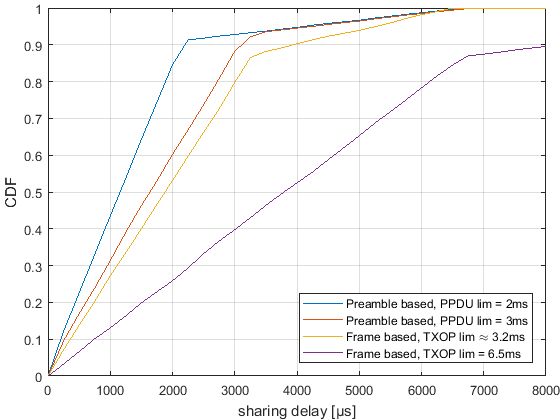 1
0.9
0.8
0.7
0.6
0.5
0.4
0.3
0.2
0.1
0
CDF
Preamble based, PPDU lim = 2ms
Preamble based, PPDU lim = 3ms
Frame based, TXOP lim ≈ 3.2ms
Frame based, TXOP lim = 6.5ms
0 1000 2000 3000 4000 5000 6000 7000 8000
sharing delay [μs]